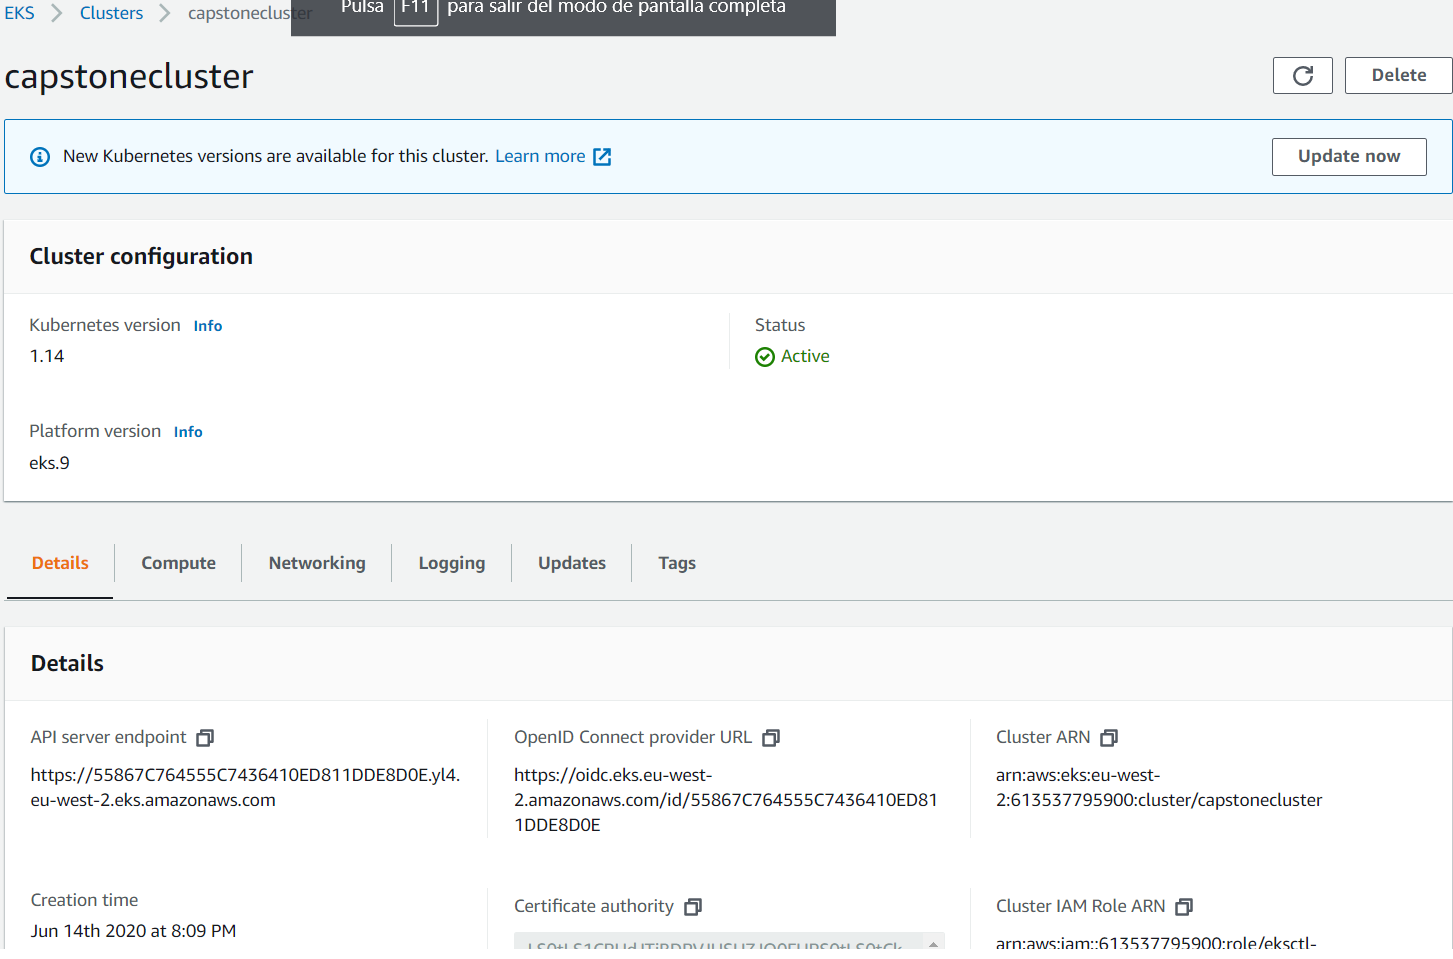 EKS > Clusters > capstonecluster
Pulsa F11 para salir del modo de pantalla completa
capstonecluster
Delete
New Kubernetes versions are available for this cluster. Learn more
Update now
Cluster configuration
Kubernetes version Info
1.14
Status
Active
Platform version Info
eks.9
Details
Compute
Networking
Logging
Updates
Tags
Details
API server endpoint
https://55867C764555C7436410ED811DDE8D0E.yl4.
eu-west-2.eks.amazonaws.com
OpenID Connect provider URL
https://oidc.eks.eu-west-
2.amazonaws.com/id/55867C764555C7436410ED81
1DDE8D0E
Cluster ARN
arn:aws:eks:eu-west-
2:613537795900:cluster/capstonecluster
Creation time
Jun 14th 2020 at 8:09 PM
Certificate authority
Cluster IAM Role ARN
arn:aws:iam::613537795900:role/eksctl-